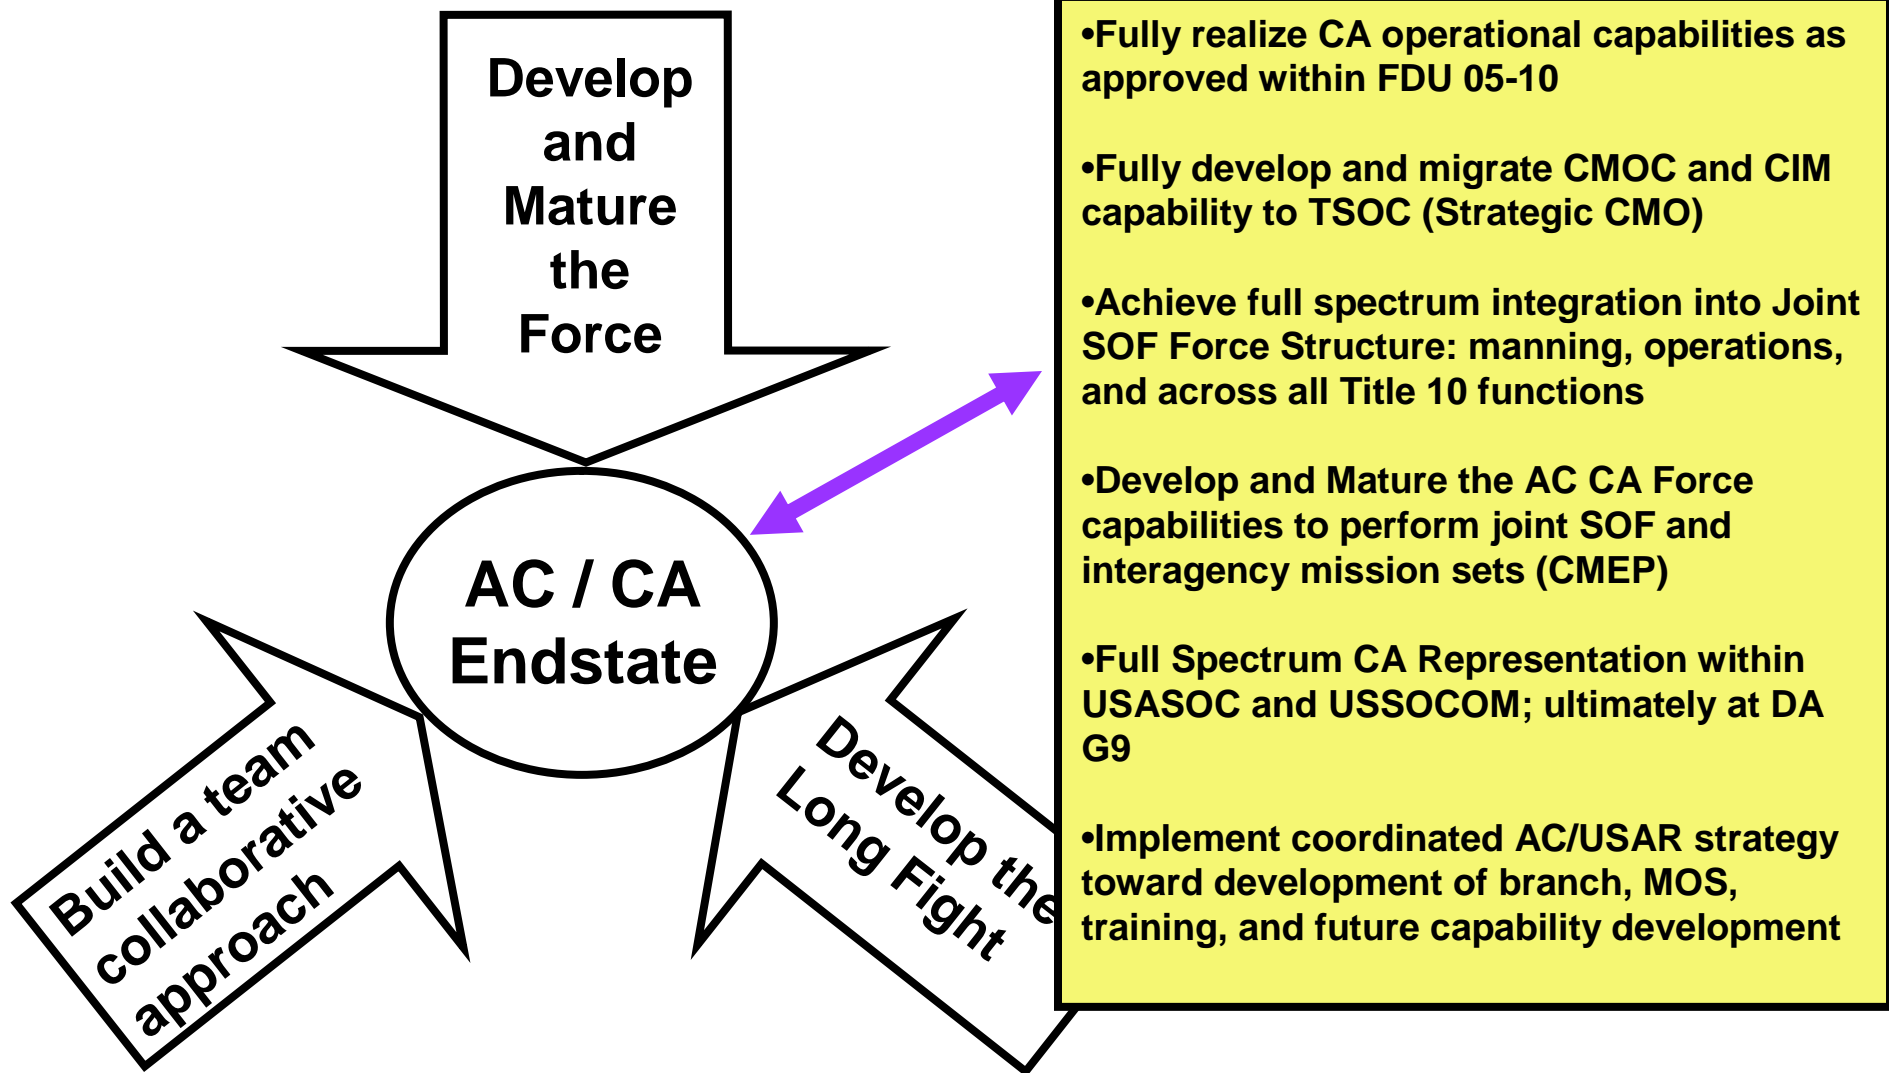 Develop
and
Mature
the
Force
AC / CA
Endstate
Build a team
collaborative
approach
Develop the
Long Fight
•Fully realize CA operational capabilities as
approved within FDU 05-10
•Fully develop and migrate CMOC and CIM
capability to TSOC (Strategic CMO)
•Achieve full spectrum integration into Joint
SOF Force Structure: manning, operations,
and across all Title 10 functions
•Develop and Mature the AC CA Force
capabilities to perform joint SOF and
interagency mission sets (CMEP)
•Full Spectrum CA Representation within
USASOC and USSOCOM; ultimately at DA
G9
•Implement coordinated AC/USAR strategy
toward development of branch, MOS,
training, and future capability development